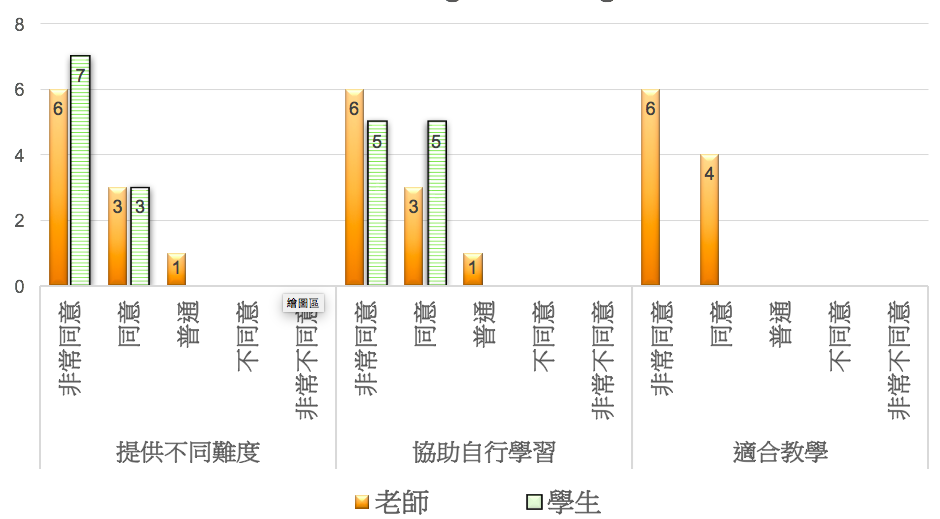 8
6
4
2
0
6
7
3
3
1
6
5
3
5
1
6
4
非常同意
同意
普通
不同意
非常不同意
繪圖區
非常同意
同意
普通
不同意
非常不同意
非常同意
同意
普通
不同意
非常不同意
提供不同難度
協助自行學習
適合教學
老師
學生